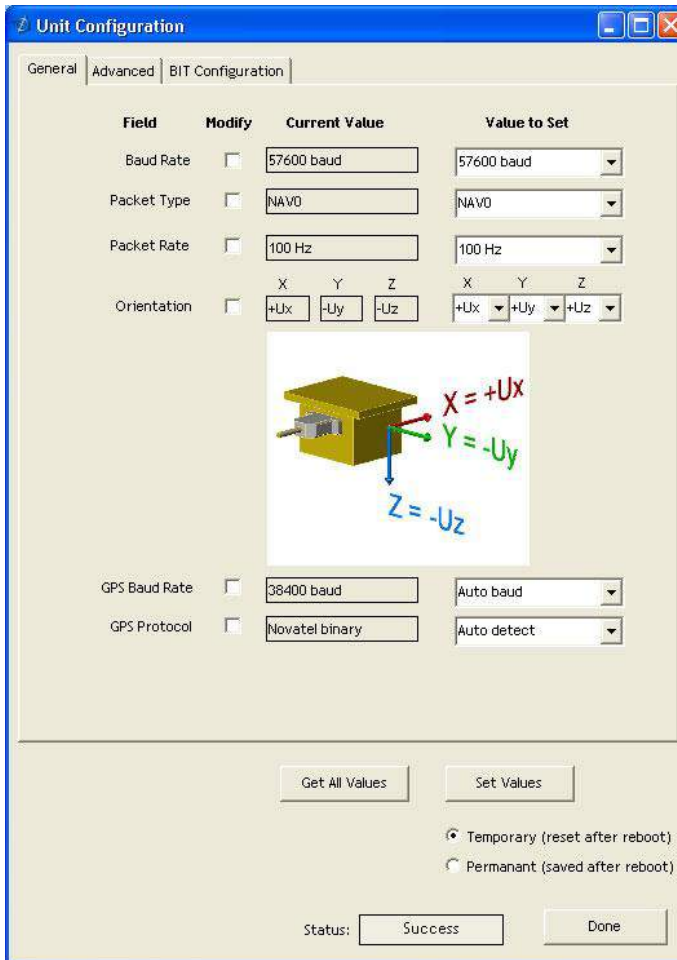 Unit Configuration
General Advanced BIT Configuration
Field Modify Current Value Value to Set
Baud Rate 57600 baud 57600 baud
Packet Type NAV0 NAV0
Packet Rate 100 Hz 100 Hz
X Y Z X Y Z
Orientation +Ux -Uy -Uz +Ux +Uy +Uz
X = +Ux
Y = -Uy
Z = -Uz
GPS Baud Rate 38400 baud Auto baud
GPS Protocol Novatel binary Auto detect
Get All Values Set Values
Temporary (reset after reboot)
Permanant (saved after reboot)
Status: Success Done